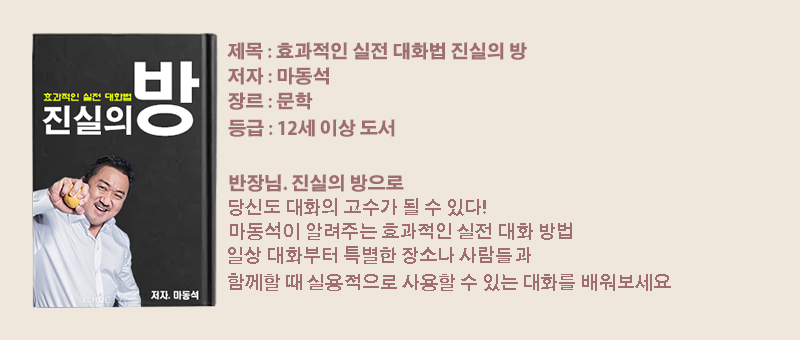 효과적인 실전 대화법
진실의 방
저자. 마동석
제목 : 효과적인 실전 대화법 진실의 방
저자 : 마동석
장르 : 문학
등급 : 12세 이상 도서
반장님. 진실의 방으로
당신도 대화의 고수가 될 수 있다!
마동석이 알려주는 효과적인 실전 대화 방법
일상 대화부터 특별한 장소나 사람들과
함께할 때 실용적으로 사용할 수 있는 대화를 배워보세요